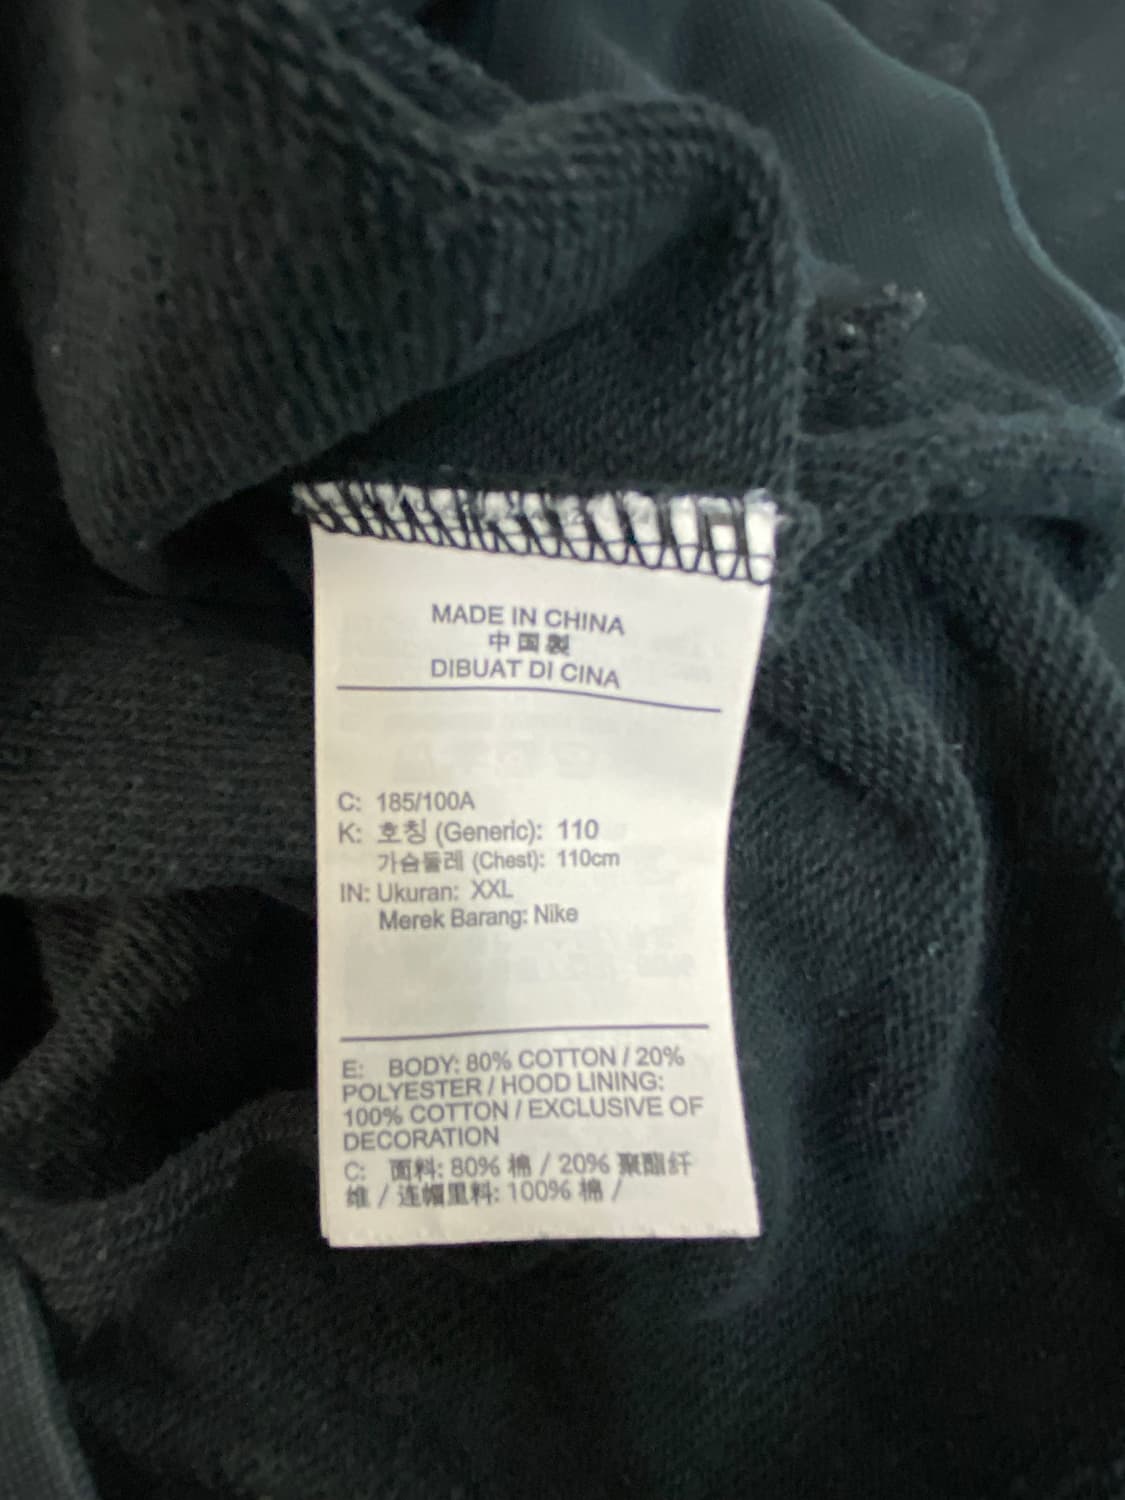 MADE IN CHINA
中国製
DIBUAT DI CINA
C: 185/100A
K: 호칭 (Generic): 110
가슴둘레 (Chest): 110cm
IN: Ukuran: XXL
Merek Barang: Nike
E: BODY: 80% COTTON / 20%
POLYESTER / HOOD LINING:
100% COTTON / EXCLUSIVE OF
DECORATION
C: 面料: 80% 棉 / 20% 聚酯纤
维 / 连帽里料: 100% 棉 /